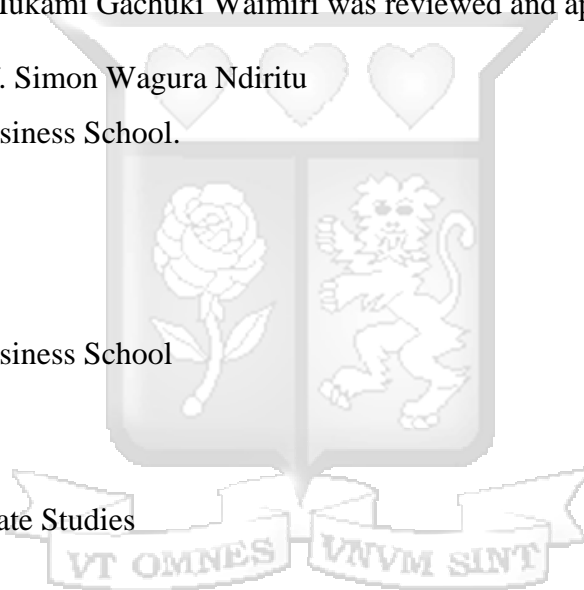 Mukami Gachuki Waimiri was reviewed and ap
. Simon Wagura Ndiritu
siness School.
siness School
ate Studies
VT OMNES VNVM SINT